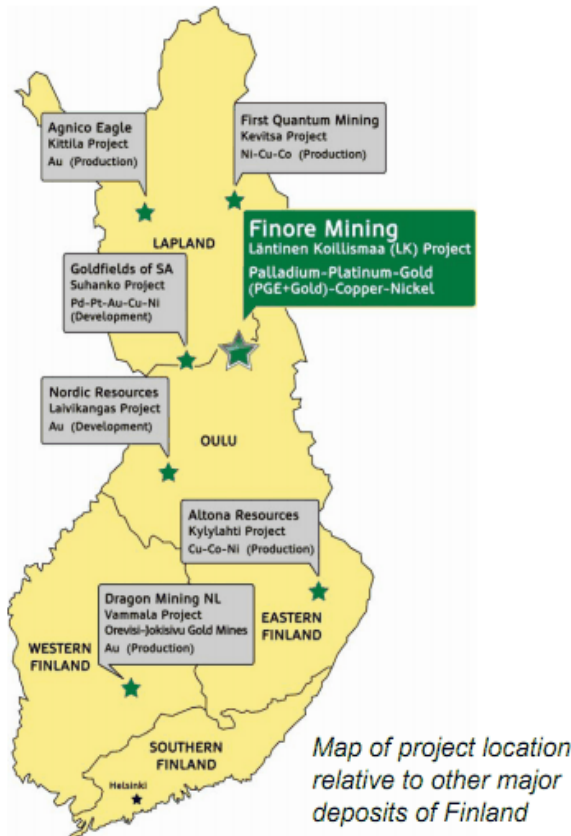 Agnico Eagle
Kittila Project
Au (Production)
First Quantum Mining
Kevitsa Project
Ni-Cu-Co (Production)
LAPLAND
Finore Mining
Läntinen Koillismaa (LK) Project
Palladium-Platinum-Gold
(PGE+Gold)-Copper-Nickel
Goldfields of SA
Suhanko Project
Pd-Pt-Au-Cu-Ni
(Development)
Nordic Resources
Laivikangas Project
Au (Development)
OULU
Altona Resources
Kylylahti Project
Cu-Co-Ni (Production)
Dragon Mining NL
Vammala Project
Orevisi-Jokisivu Gold Mines
Au (Production)
EASTERN
FINLAND
WESTERN
FINLAND
SOUTHERN
FINLAND
Helsinki
Map of project location
relative to other major
deposits of Finland